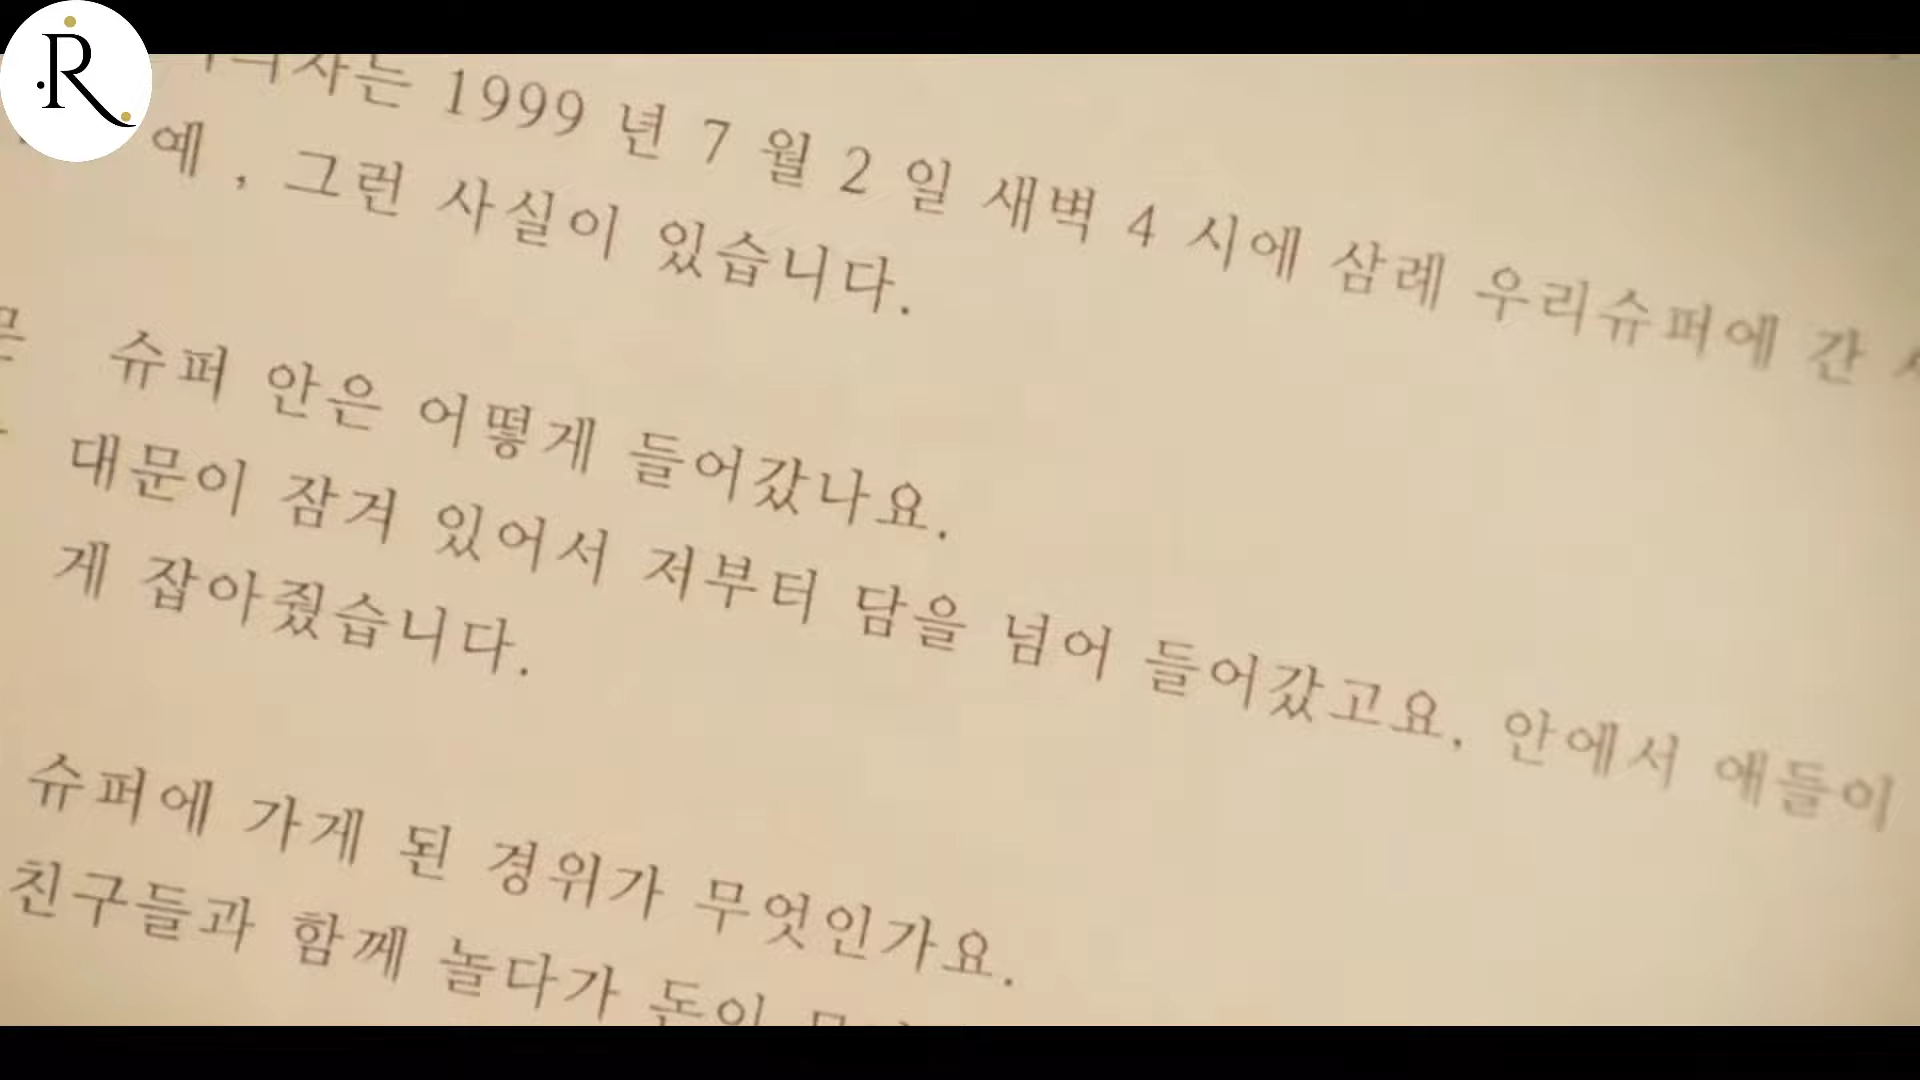 R
1999 년 7 월 2 일 새벽 4 시에 삼례 우리슈퍼에 간
예, 그런 사실이 있습니다.
슈퍼 안은 어떻게 들어갔나요.
대문이 잠겨 있어서 저부터 담을 넘어 들어갔고요, 안에서 애들이
게 잡아줬습니다.
슈퍼에 가게 된 경위가 무엇인가요.
친구들과 함께 놀다가 돈이